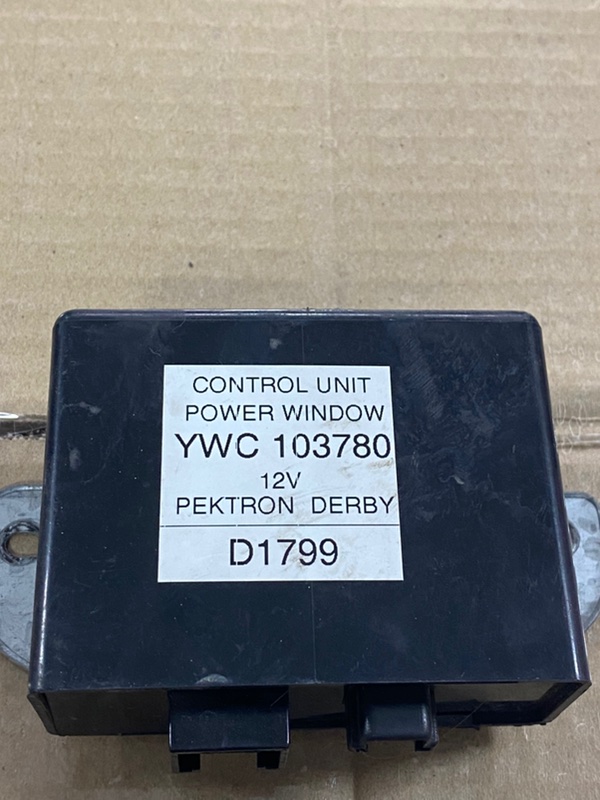 CONTROL UNIT
POWER WINDOW
YWC 103780
12V
PEKTRON DERBY
D1799